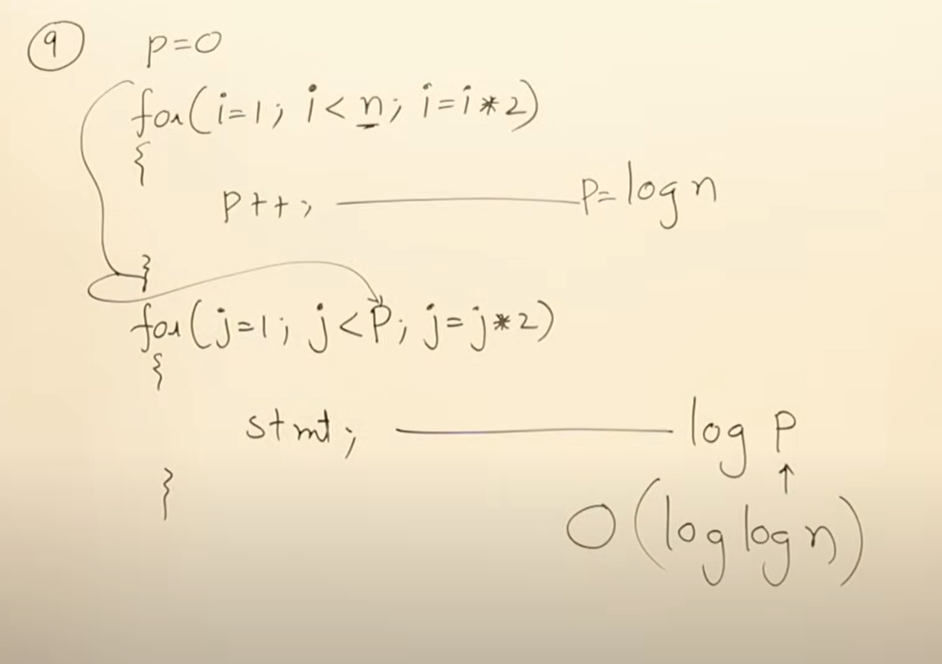 9 p=0
for(i=1; i<n; i=i*2)
{
p++; p=log n
}
for(j=1; j<P; j=j*2)
{
stmt; log P
↑
}
O(log log n)